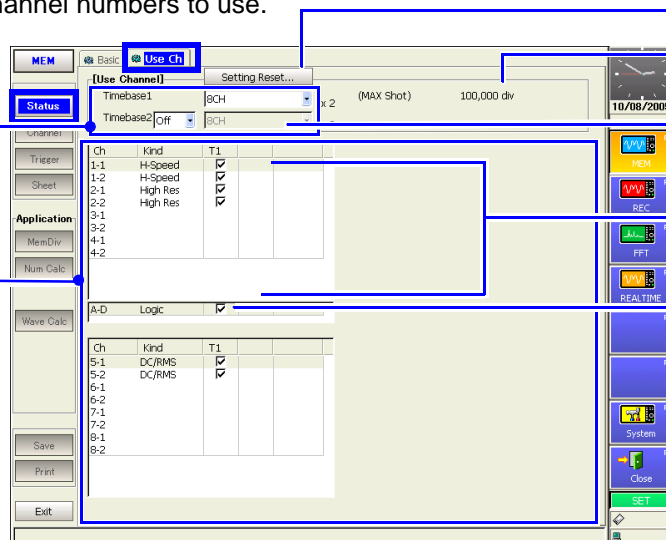 hannel numbers to use.
MEM
Basic
Use Ch
[Use Channel]
Setting Reset...
Status
Timebase1
8CH
x 2
(MAX Shot)
100,000 div
Timebase2
Off
8CH
Channel
Trigger
Sheet
Application
MemDiv
Num Calc
Wave Calc
Save
Print
Exit
Ch Kind T1
1-1 H-Speed
1-2 H-Speed
2-1 High Res
2-2 High Res
3-1
3-2
4-1
4-2
A-D Logic
Ch Kind T1
5-1 DC/RMS
5-2 DC/RMS
6-1
6-2
7-1
7-2
8-1
8-2
MEM
REC
FFT
REALTIME
System
Close
SET